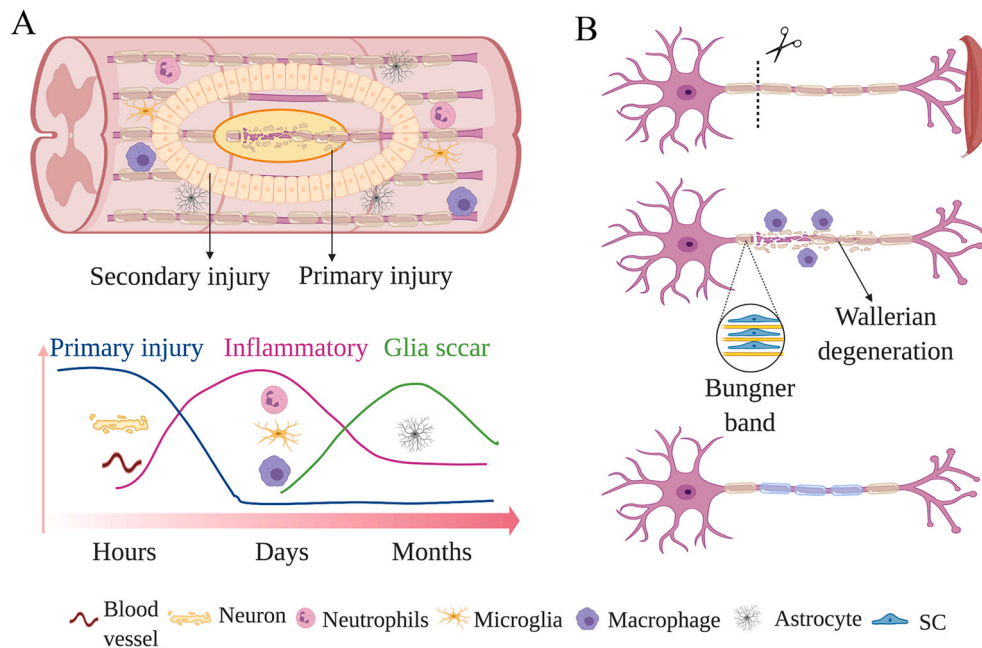 A
B
Secondary injury
Primary injury
Wallerian
degeneration
Bungner
band
Primary injury
Inflammatory
Glia sccar
Hours
Days
Months
Blood
vessel
Neuron
Neutrophils
Microglia
Macrophage
Astrocyte
SC